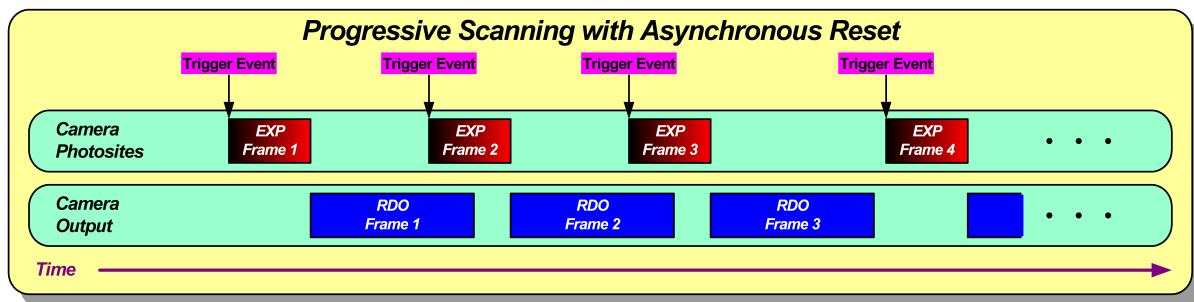 Progressive Scanning with Asynchronous Reset
Trigger Event
Trigger Event
Trigger Event
Trigger Event
Camera
Photosites
EXP
Frame 1
EXP
Frame 2
EXP
Frame 3
EXP
Frame 4
• • •
Camera
Output
RDO
Frame 1
RDO
Frame 2
RDO
Frame 3
• • •
Time